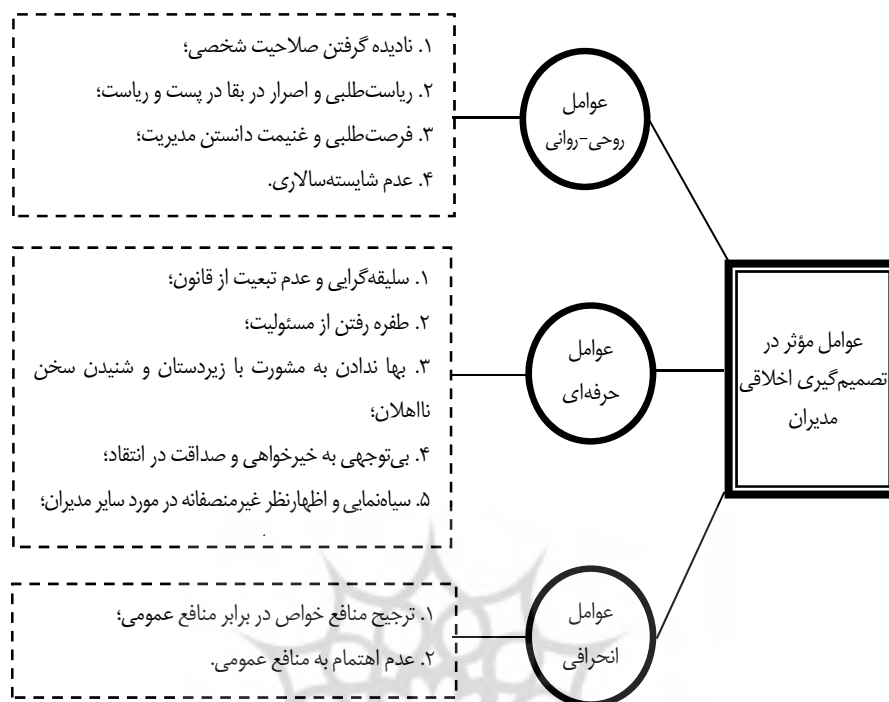 عوامل مؤثر در
تصمیم‌گیری اخلاقی
مدیران
عوامل
روحی-روانی
۱. نادیده گرفتن صلاحیت شخصی؛
۲. ریاست‌طلبی و اصرار در بقا در پست و ریاست؛
۳. فرصت‌طلبی و غنیمت دانستن مدیریت؛
۴. عدم شایسته‌سالاری.
عوامل
حرفه‌ای
۱. سلیقه‌گرایی و عدم تبعیت از قانون؛
۲. طفره رفتن از مسئولیت؛
۳. بها ندادن به مشورت با زیردستان و شنیدن سخن
نااهلان؛
۴. بی‌توجهی به خیرخواهی و صداقت در انتقاد؛
۵. سیاه‌نمایی و اظهارنظر غیرمنصفانه در مورد سایر مدیران؛
.
عوامل
انحرافی
۱. ترجیح منافع خواص در برابر منافع عمومی؛
۲. عدم اهتمام به منافع عمومی.